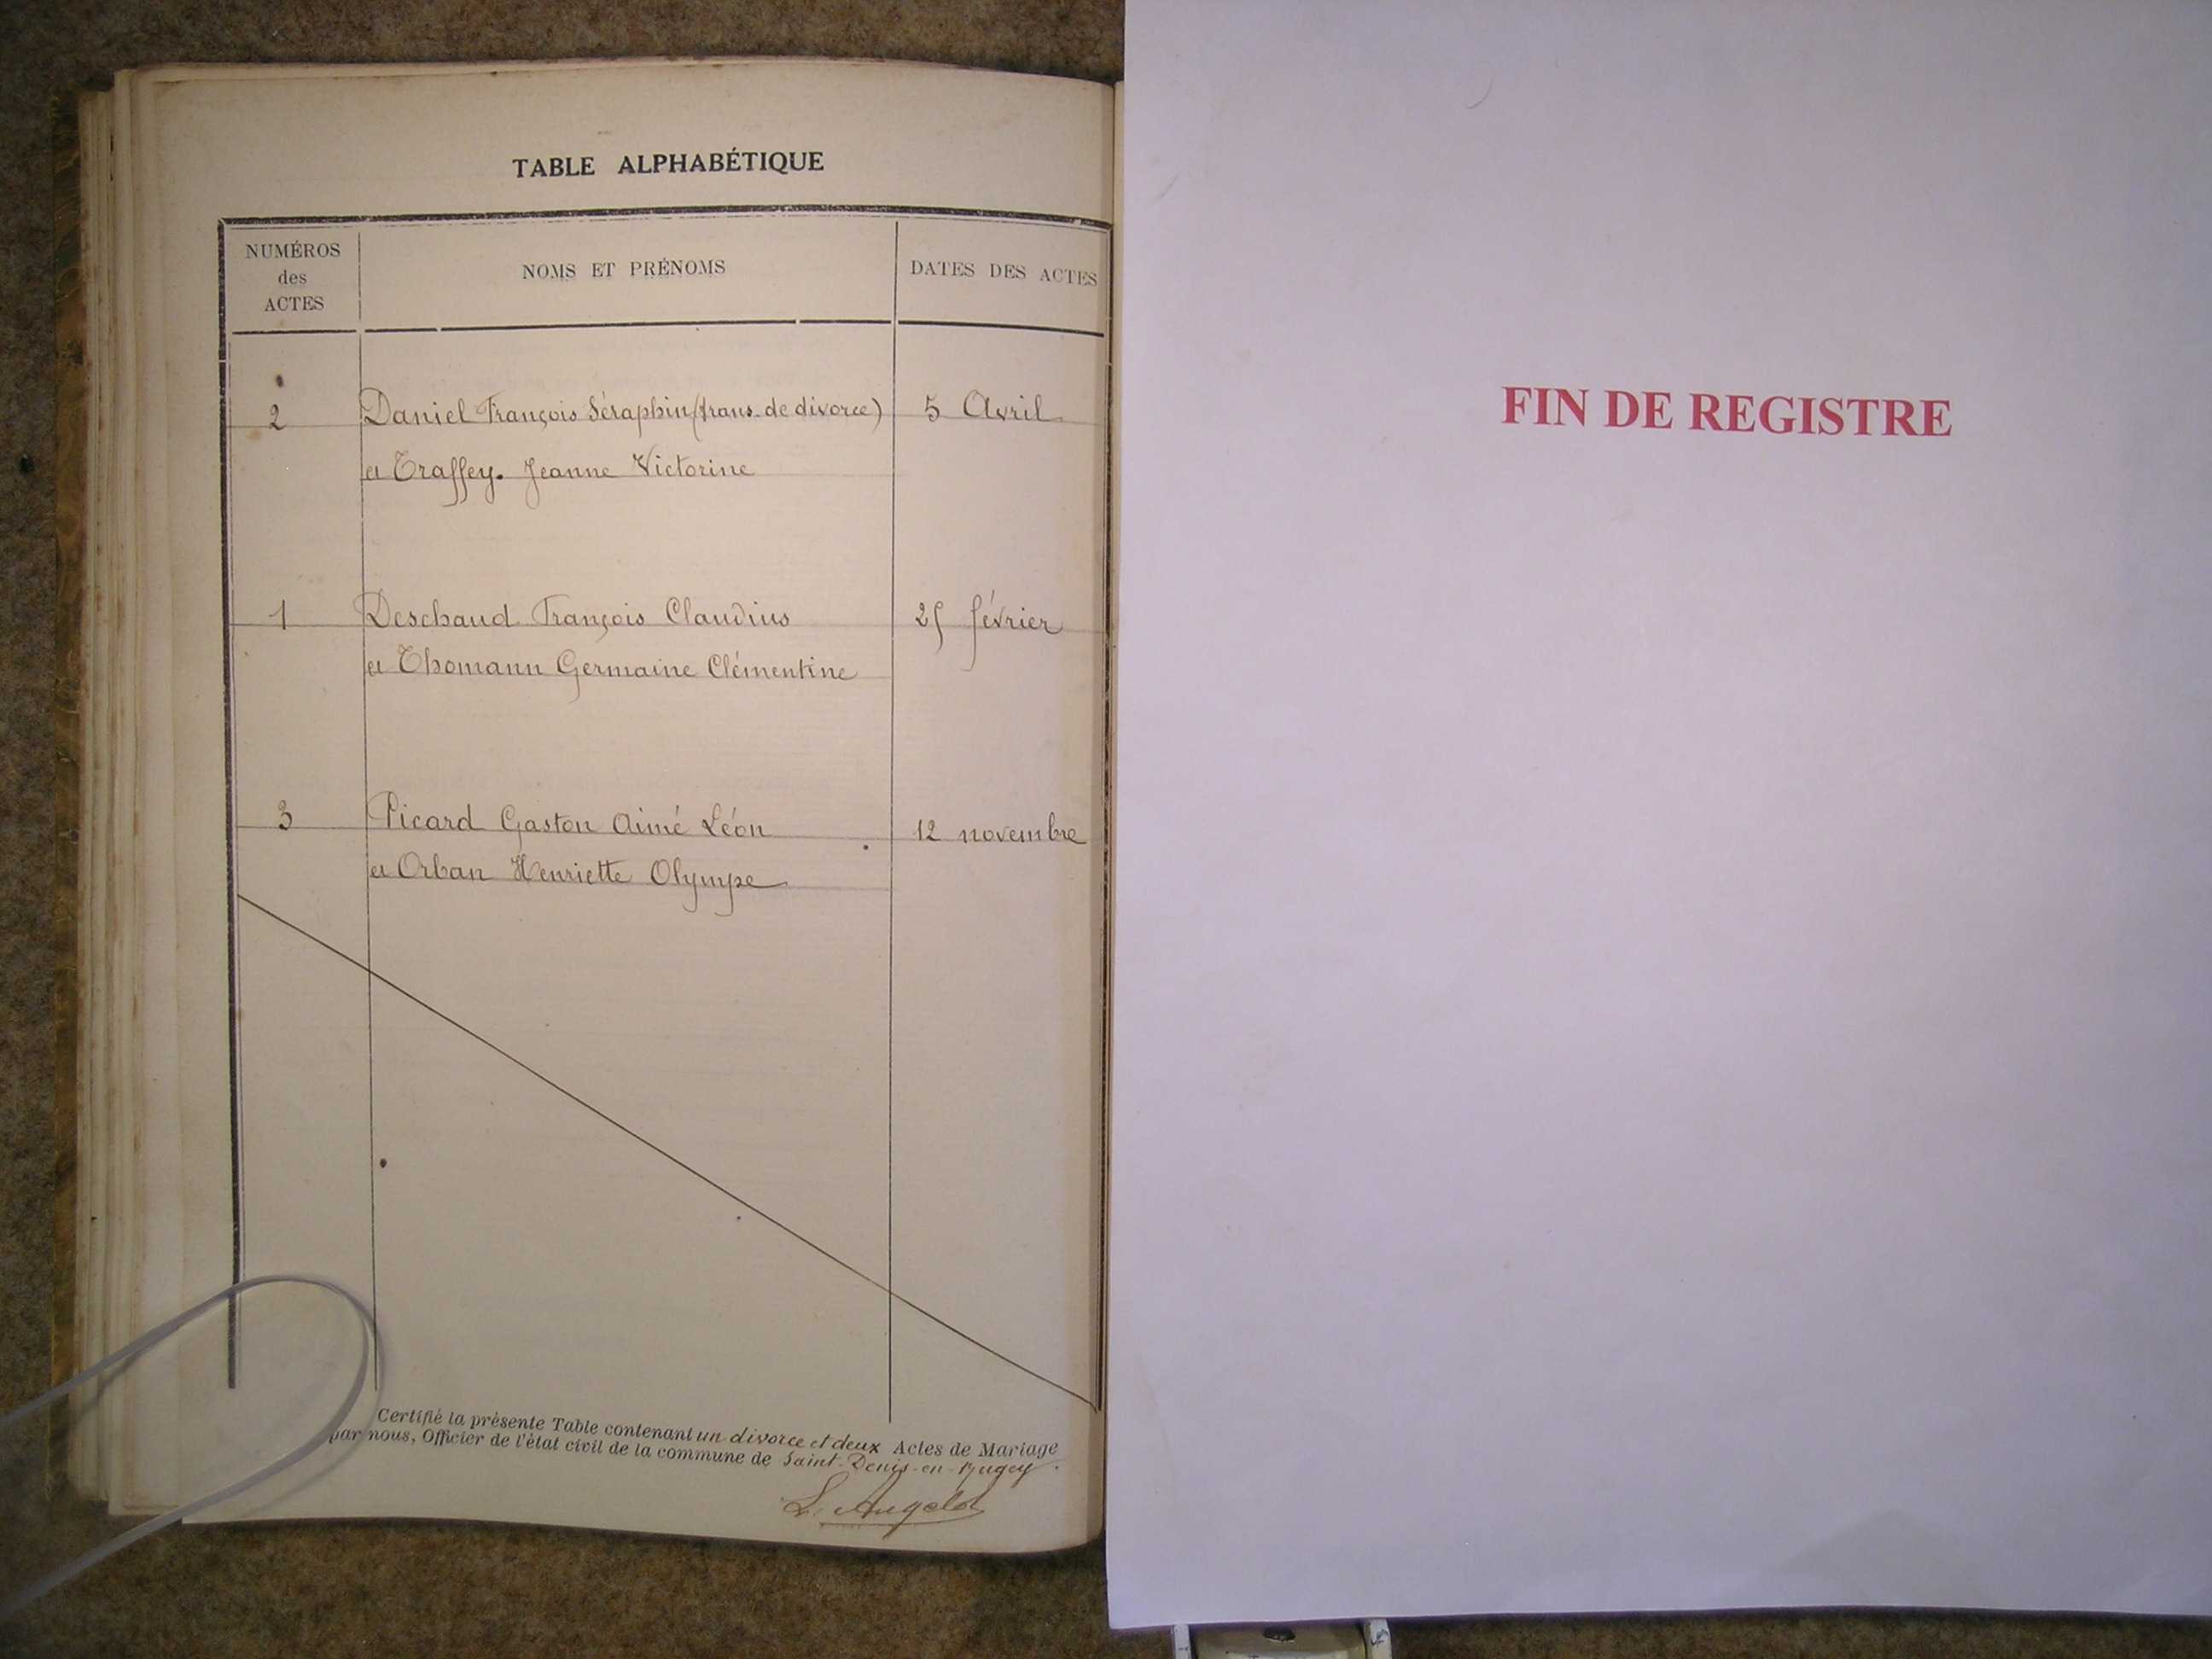 TABLE ALPHABÉTIQUE
NUMÉROS
des
ACTES
NOMS ET PRÉNOMS
DATES DES ACTES
2 Daniel François Séraphin (trans. de divorce) 5 Avril
et Traffey. Jeanne Victorine
1 Deschaud François Claudius 25 février
et Thomann Germaine Clémentine
3 Picard Gaston Aimé Léon 12 novembre
et Orban Henriette Olympe
Certifié la présente Table contenant un divorce et deux Actes de Mariage
par nous, Officier de l'état civil de la commune de Saint-Denis-en-Bugey.
L. Angelot
FIN DE REGISTRE